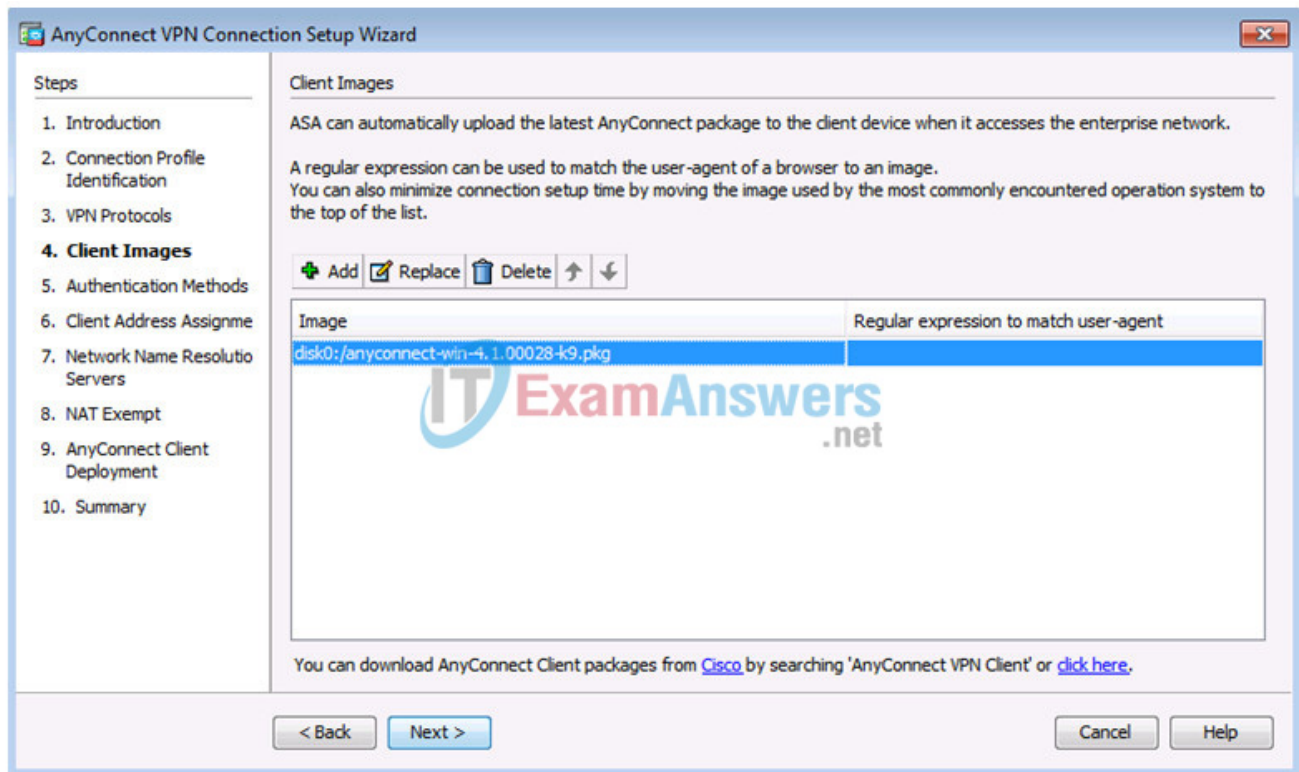 AnyConnect VPN Connection Setup Wizard
Steps
1. Introduction
2. Connection Profile
Identification
3. VPN Protocols
4. Client Images
5. Authentication Methods
6. Client Address Assignme
7. Network Name Resolutio
Servers
8. NAT Exempt
9. AnyConnect Client
Deployment
10. Summary
Client Images
ASA can automatically upload the latest AnyConnect package to the client device when it accesses the enterprise network.
A regular expression can be used to match the user-agent of a browser to an image.
You can also minimize connection setup time by moving the image used by the most commonly encountered operation system to
the top of the list.
Add Replace Delete
Image Regular expression to match user-agent
disk0:/anyconnect-win-4.1.00028-k9.pkg
ITExamAnswers
.net
You can download AnyConnect Client packages from Cisco by searching 'AnyConnect VPN Client' or click here.
< Back Next > Cancel Help